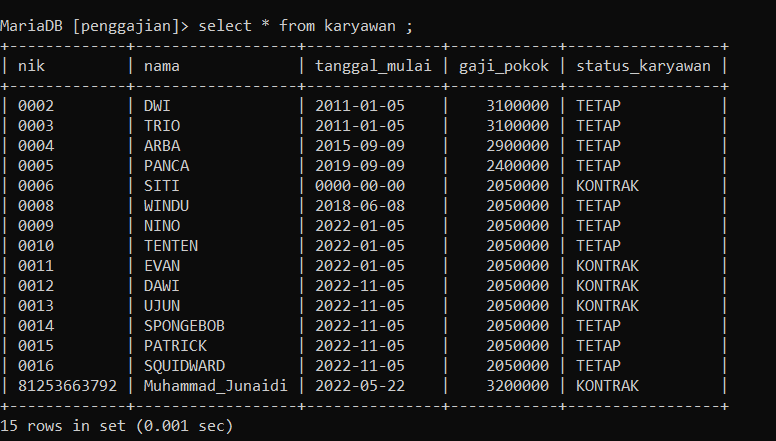 MariaDB [penggajian]> select * from karyawan ;
+-------------+------------------+---------------+------------+-----------------+
| nik         | nama             | tanggal_mulai | gaji_pokok | status_karyawan |
+-------------+------------------+---------------+------------+-----------------+
| 0002        | DWI              | 2011-01-05    |    3100000 | TETAP           |
| 0003        | TRIO             | 2011-01-05    |    3100000 | TETAP           |
| 0004        | ARBA             | 2015-09-09    |    2900000 | TETAP           |
| 0005        | PANCA            | 2019-09-09    |    2400000 | TETAP           |
| 0006        | SITI             | 0000-00-00    |    2050000 | KONTRAK         |
| 0008        | WINDU            | 2018-06-08    |    2050000 | TETAP           |
| 0009        | NINO             | 2022-01-05    |    2050000 | TETAP           |
| 0010        | TENTEN           | 2022-01-05    |    2050000 | TETAP           |
| 0011        | EVAN             | 2022-01-05    |    2050000 | KONTRAK         |
| 0012        | DAWI             | 2022-11-05    |    2050000 | KONTRAK         |
| 0013        | UJUN             | 2022-11-05    |    2050000 | KONTRAK         |
| 0014        | SPONGEBOB        | 2022-11-05    |    2050000 | TETAP           |
| 0015        | PATRICK          | 2022-11-05    |    2050000 | TETAP           |
| 0016        | SQUIDWARD        | 2022-11-05    |    2050000 | TETAP           |
| 81253663792 | Muhammad_Junaidi | 2022-05-22    |    3200000 | KONTRAK         |
+-------------+------------------+---------------+------------+-----------------+
15 rows in set (0.001 sec)